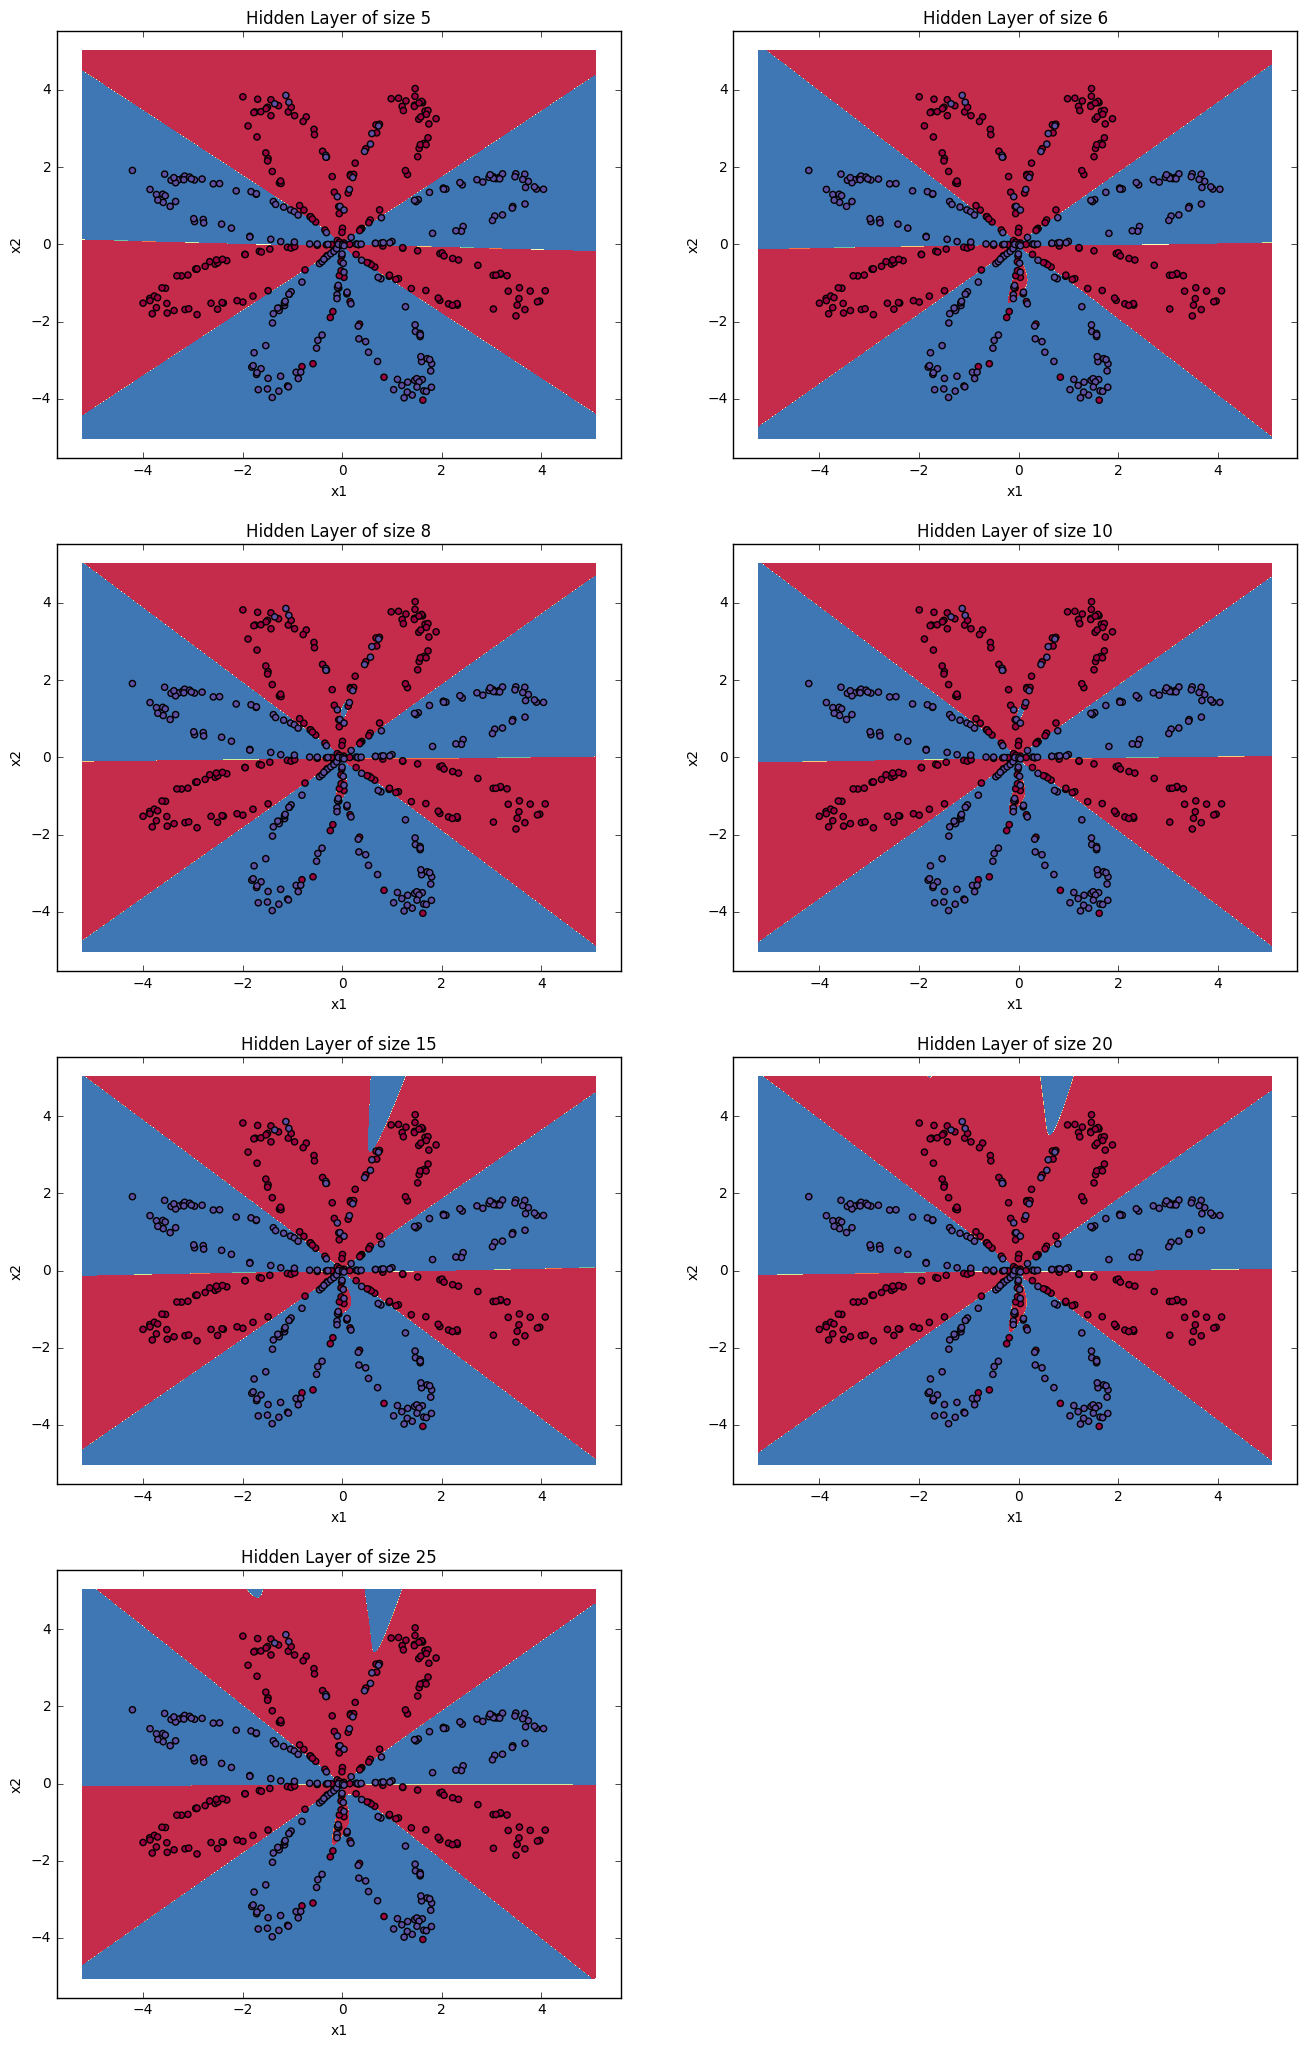 Hidden Layer of size 5
4
2
0
−2
−4
x2
−4 −2 0 2 4
x1
Hidden Layer of size 6
4
2
0
−2
−4
x2
−4 −2 0 2 4
x1
Hidden Layer of size 8
4
2
0
−2
−4
x2
−4 −2 0 2 4
x1
Hidden Layer of size 10
4
2
0
−2
−4
x2
−4 −2 0 2 4
x1
Hidden Layer of size 15
4
2
0
−2
−4
x2
−4 −2 0 2 4
x1
Hidden Layer of size 20
4
2
0
−2
−4
x2
−4 −2 0 2 4
x1
Hidden Layer of size 25
4
2
0
−2
−4
x2
−4 −2 0 2 4
x1